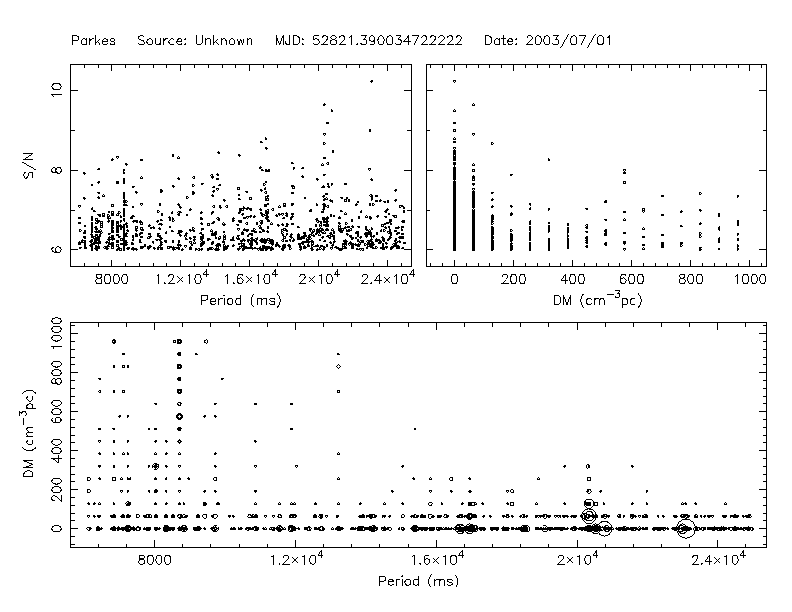 Parkes Source: Unknown MJD: 52821.390034722222 Date: 2003/07/01
S/N
10
8
6
8000 1.2×10⁴ 1.6×10⁴ 2×10⁴ 2.4×10⁴
Period (ms)
0 200 400 600 800 1000
DM (cm⁻³pc)
DM (cm⁻³pc)
1000
800
600
400
200
0
8000 1.2×10⁴ 1.6×10⁴ 2×10⁴ 2.4×10⁴
Period (ms)